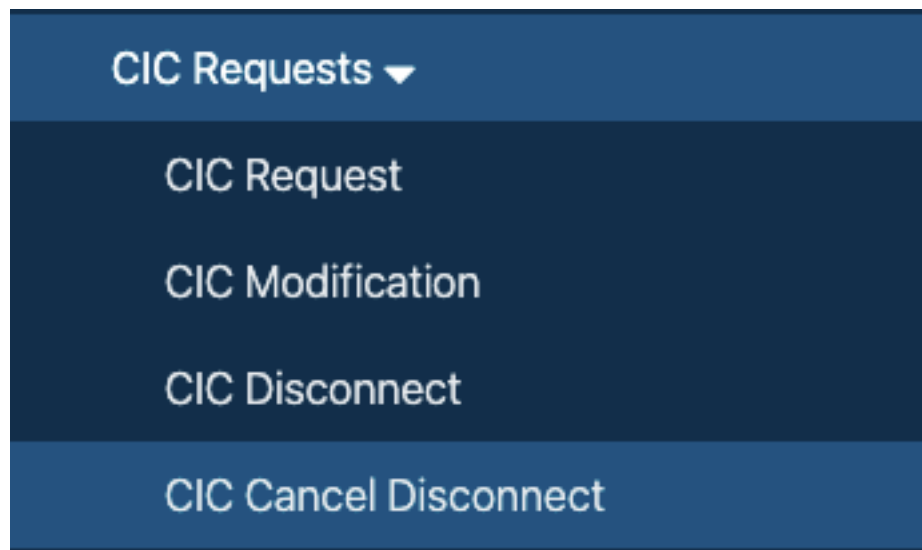 CIC Requests
CIC Request
CIC Modification
CIC Disconnect
CIC Cancel Disconnect